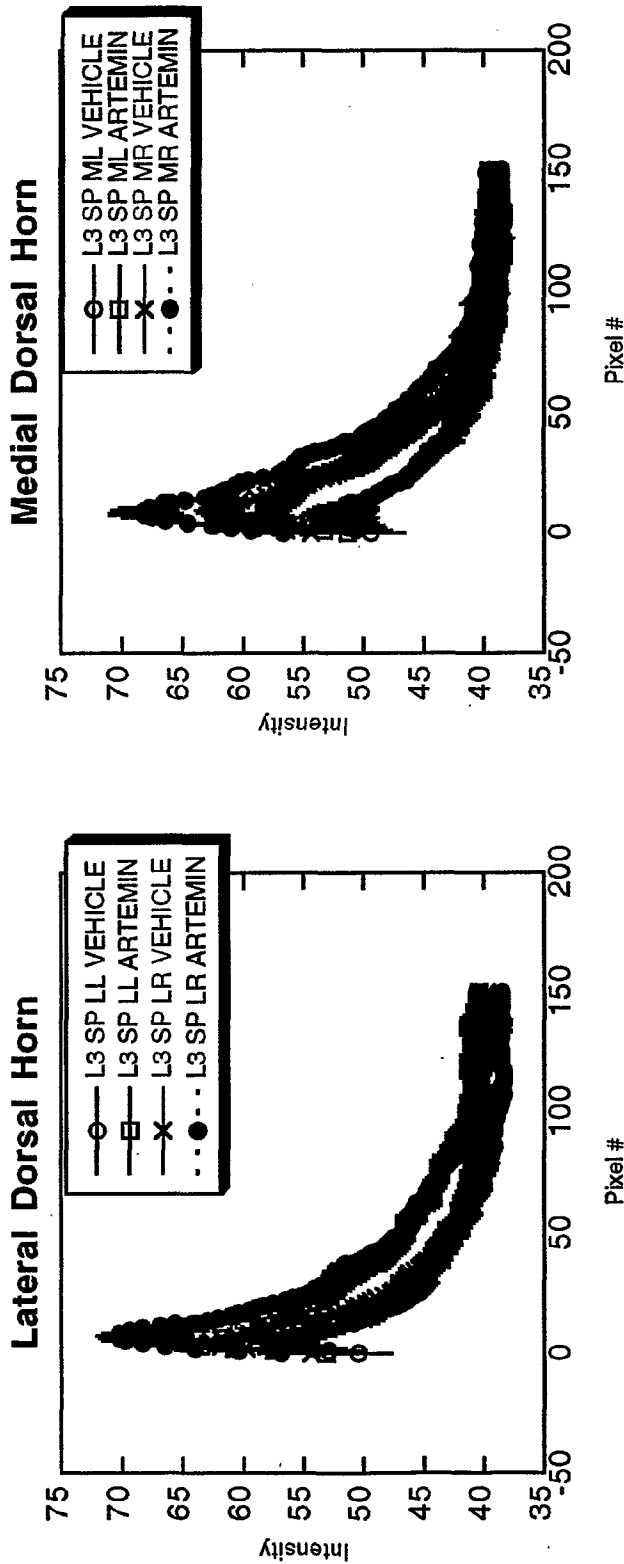 Lateral Dorsal Horn
L3 SP LL VEHICLE
L3 SP LL ARTEMIN
L3 SP LR VEHICLE
L3 SP LR ARTEMIN
75
70
65
60
55
50
45
40
35
Intensity
-50
0
50
100
150
200
Pixel #
Medial Dorsal Horn
L3 SP ML VEHICLE
L3 SP ML ARTEMIN
L3 SP MR VEHICLE
L3 SP MR ARTEMIN
75
70
65
60
55
50
45
40
35
Intensity
-50
0
50
100
150
200
Pixel #